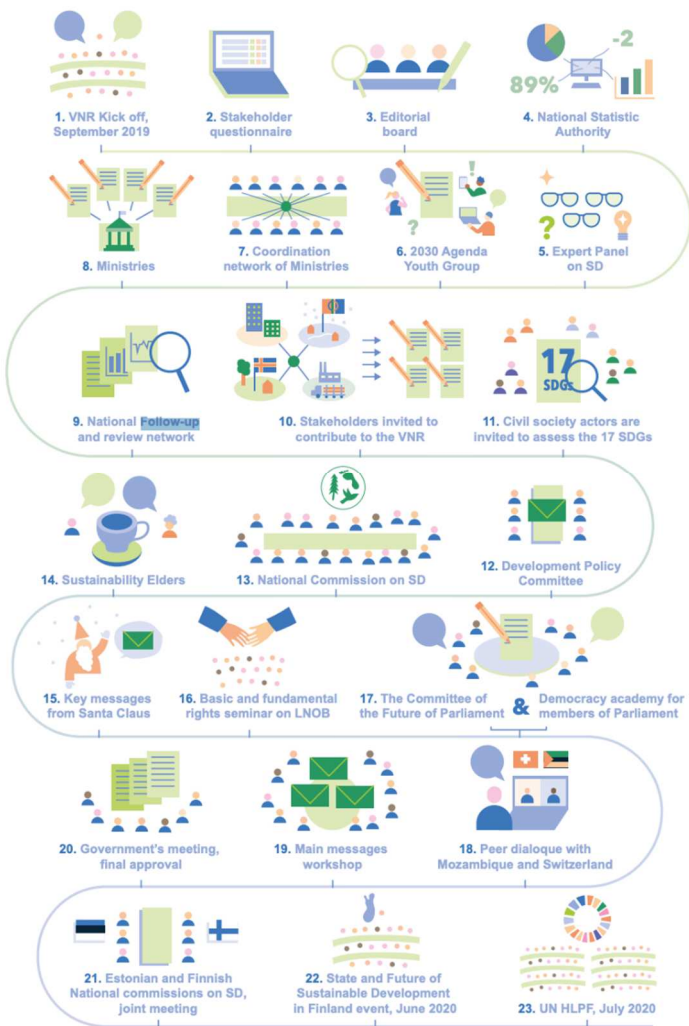 89%
-2
1. VNR Kick off,
September 2019
2. Stakeholder
questionnaire
3. Editorial
board
4. National Statistic
Authority
?
!
?
8. Ministries
7. Coordination
network of Ministries
6. 2030 Agenda
Youth Group
5. Expert Panel
on SD
17
SDGs
9. National Follow-up
and review network
10. Stakeholders invited to
contribute to the VNR
11. Civil society actors are
invited to assess the 17 SDGs
14. Sustainability Elders
13. National Commission on SD
12. Development Policy
Committee
15. Key messages
from Santa Claus
16. Basic and fundamental
rights seminar on LNOB
17. The Committee of
the Future of Parliament
&
Democracy academy for
members of Parliament
20. Government's meeting,
final approval
19. Main messages
workshop
18. Peer dialogue with
Mozambique and Switzerland
21. Estonian and Finnish
National commissions on SD,
joint meeting
22. State and Future of
Sustainable Development
in Finland event, June 2020
23. UN HLPF, July 2020